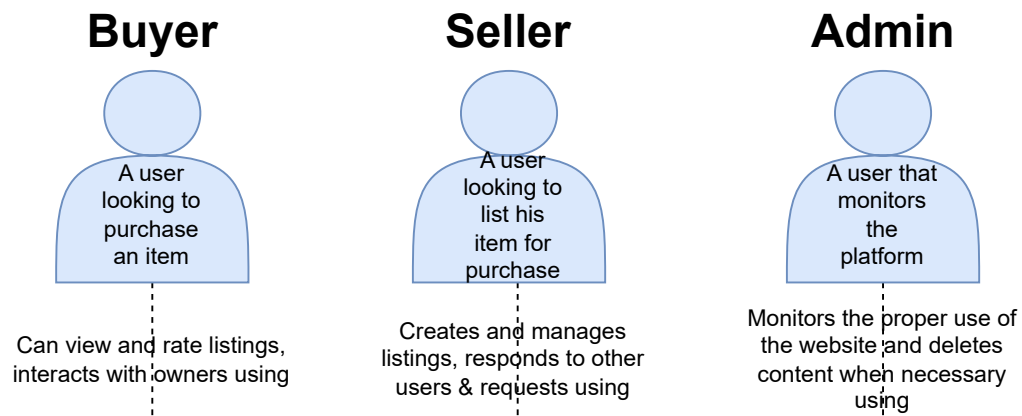 Buyer
Seller
Admin
A user
looking to
purchase
an item
A user
looking to
list his
item for
purchase
A user that
monitors
the
platform
Can view and rate listings,
interacts with owners using
Creates and manages
listings, responds to other
users & requests using
Monitors the proper use of
the website and deletes
content when necessary
using